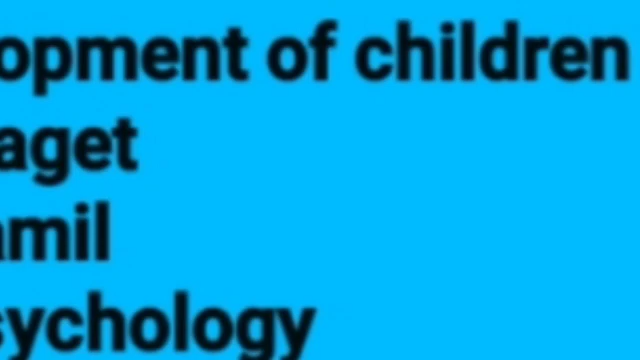 opment of children
aget
amil
sychology